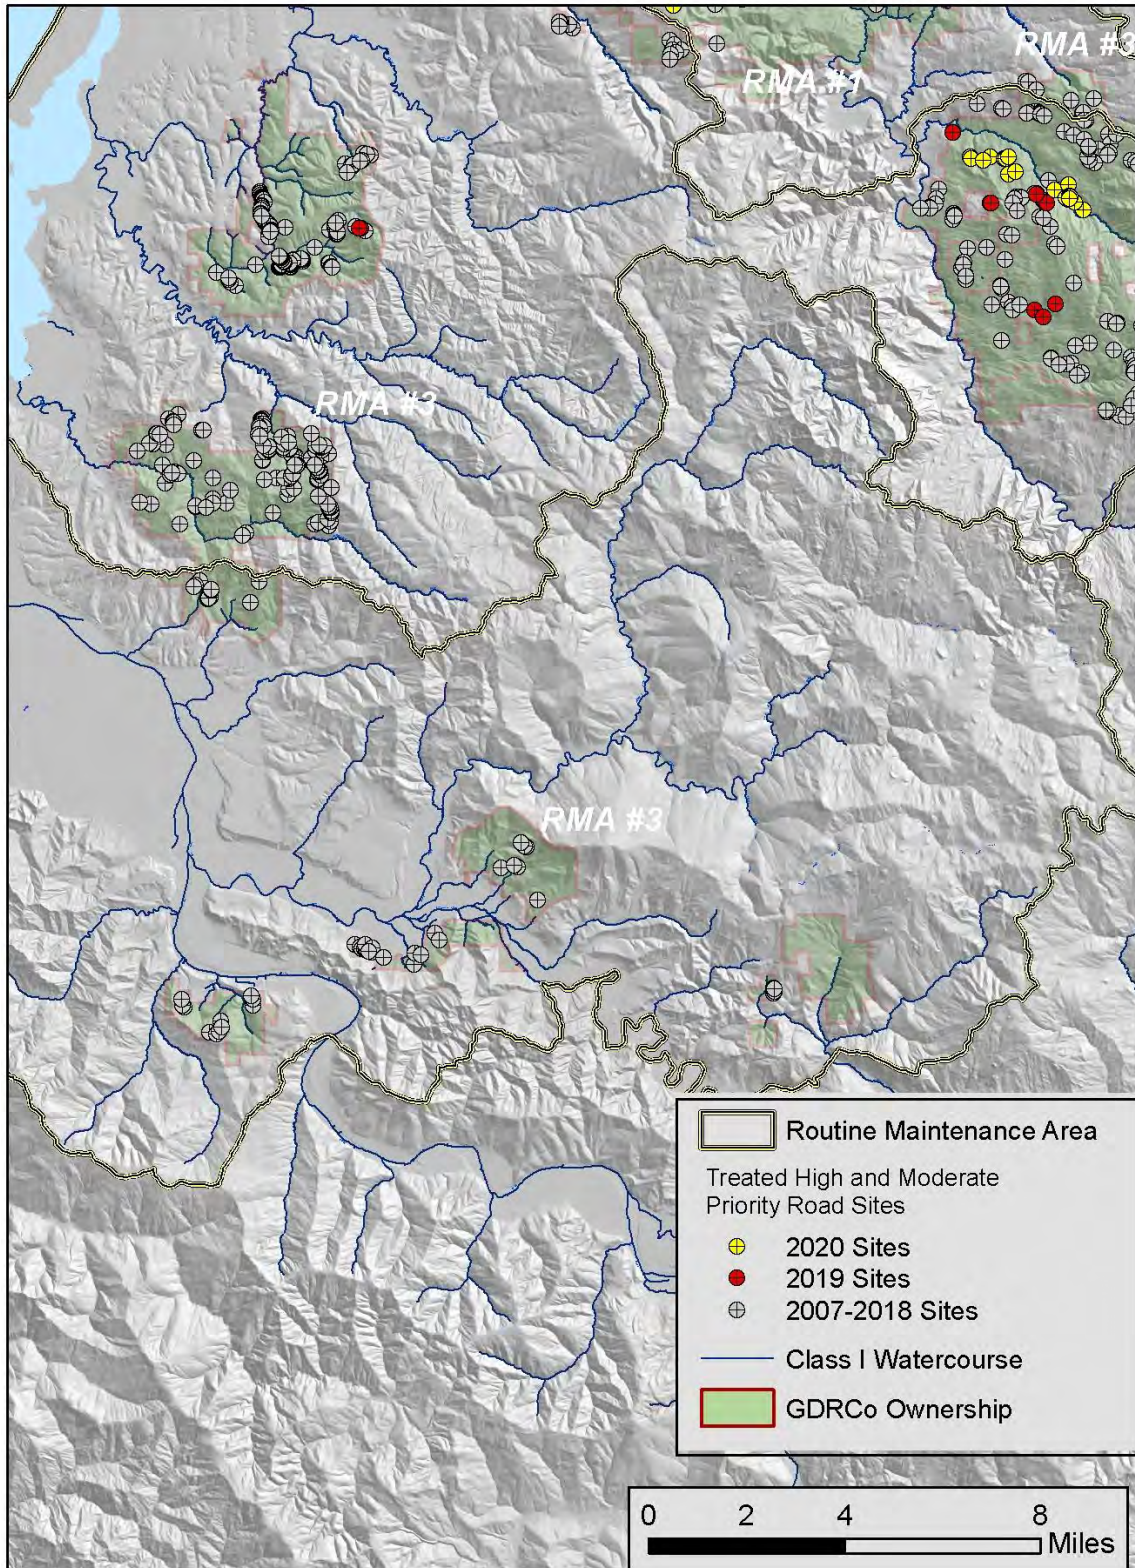 RMA #3
RMA #1
RMA #3
RMA #3
Routine Maintenance Area
Treated High and Moderate
Priority Road Sites
2020 Sites
2019 Sites
2007-2018 Sites
Class I Watercourse
GDRCo Ownership
0 2 4 8
Miles